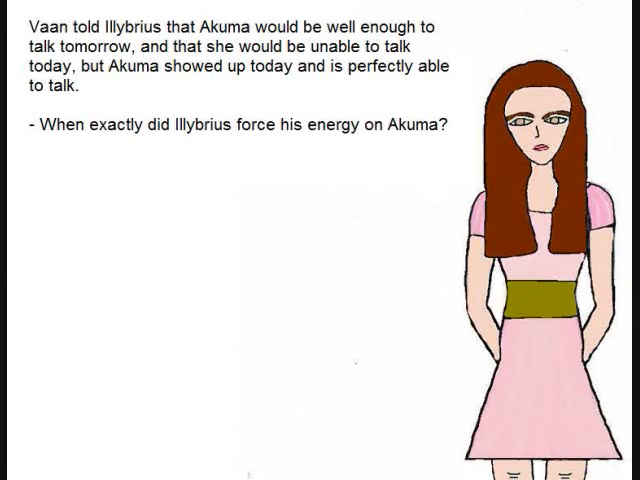 Vaan told Illybrius that Akuma would be well enough to
talk tomorrow, and that she would be unable to talk
today, but Akuma showed up today and is perfectly able
to talk.
- When exactly did Illybrius force his energy on Akuma?